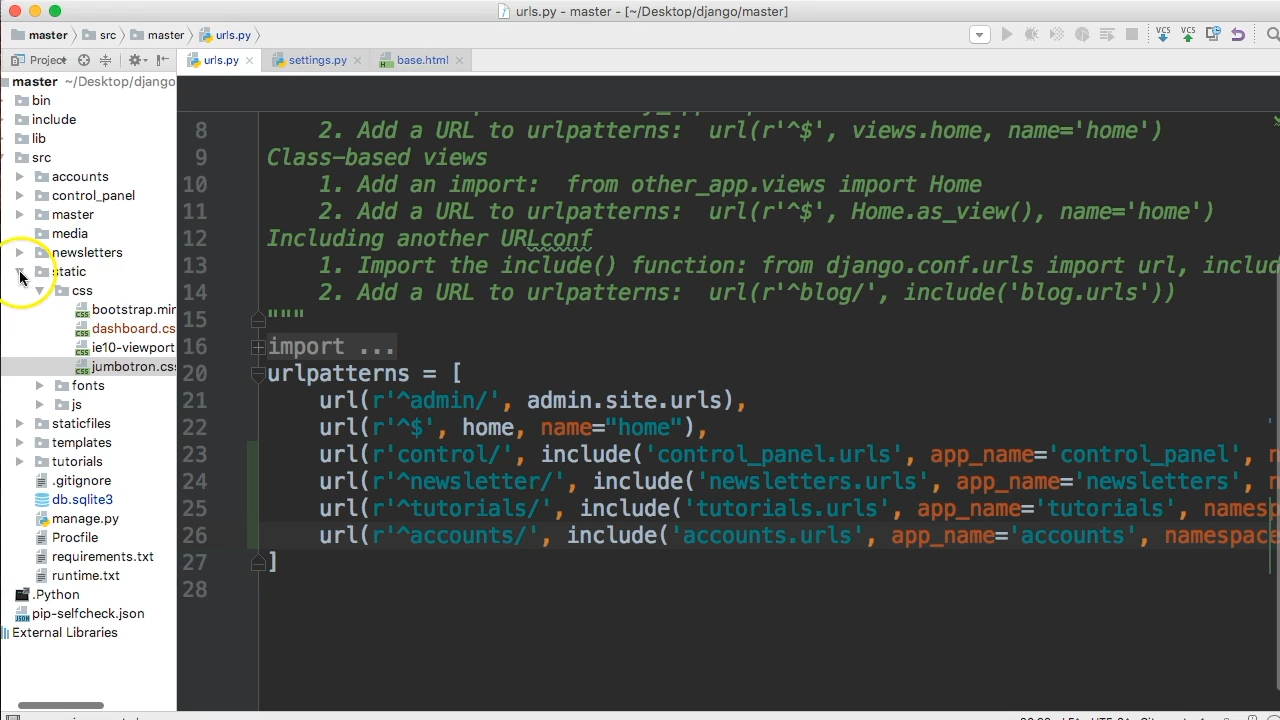 urls.py - master - [~/Desktop/django/master]
master src master urls.py
VCS VCS
Project urls.py settings.py base.html
master ~/Desktop/django
bin
include
lib
src
accounts
control_panel
master
media
newsletters
static
css
bootstrap.min
dashboard.cs
ie10-viewport
jumbotron.css
fonts
js
staticfiles
templates
tutorials
.gitignore
db.sqlite3
manage.py
Procfile
requirements.txt
runtime.txt
.Python
pip-selfcheck.json
External Libraries
8 2. Add a URL to urlpatterns:  url(r'^$', views.home, name='home')
9 Class-based views
10 1. Add an import:  from other_app.views import Home
11 2. Add a URL to urlpatterns:  url(r'^$', Home.as_view(), name='home')
12 Including another URLconf
13 1. Import the include() function: from django.conf.urls import url, includ
14 2. Add a URL to urlpatterns:  url(r'^blog/', include('blog.urls'))
15 """
16 import ...
20 urlpatterns = [
21 url(r'^admin/', admin.site.urls),
22 url(r'^$', home, name="home"),
23 url(r'control/', include('control_panel.urls', app_name='control_panel', n
24 url(r'^newsletter/', include('newsletters.urls', app_name='newsletters', n
25 url(r'^tutorials/', include('tutorials.urls', app_name='tutorials', namesp
26 url(r'^accounts/', include('accounts.urls', app_name='accounts', namespace
27 ]
28